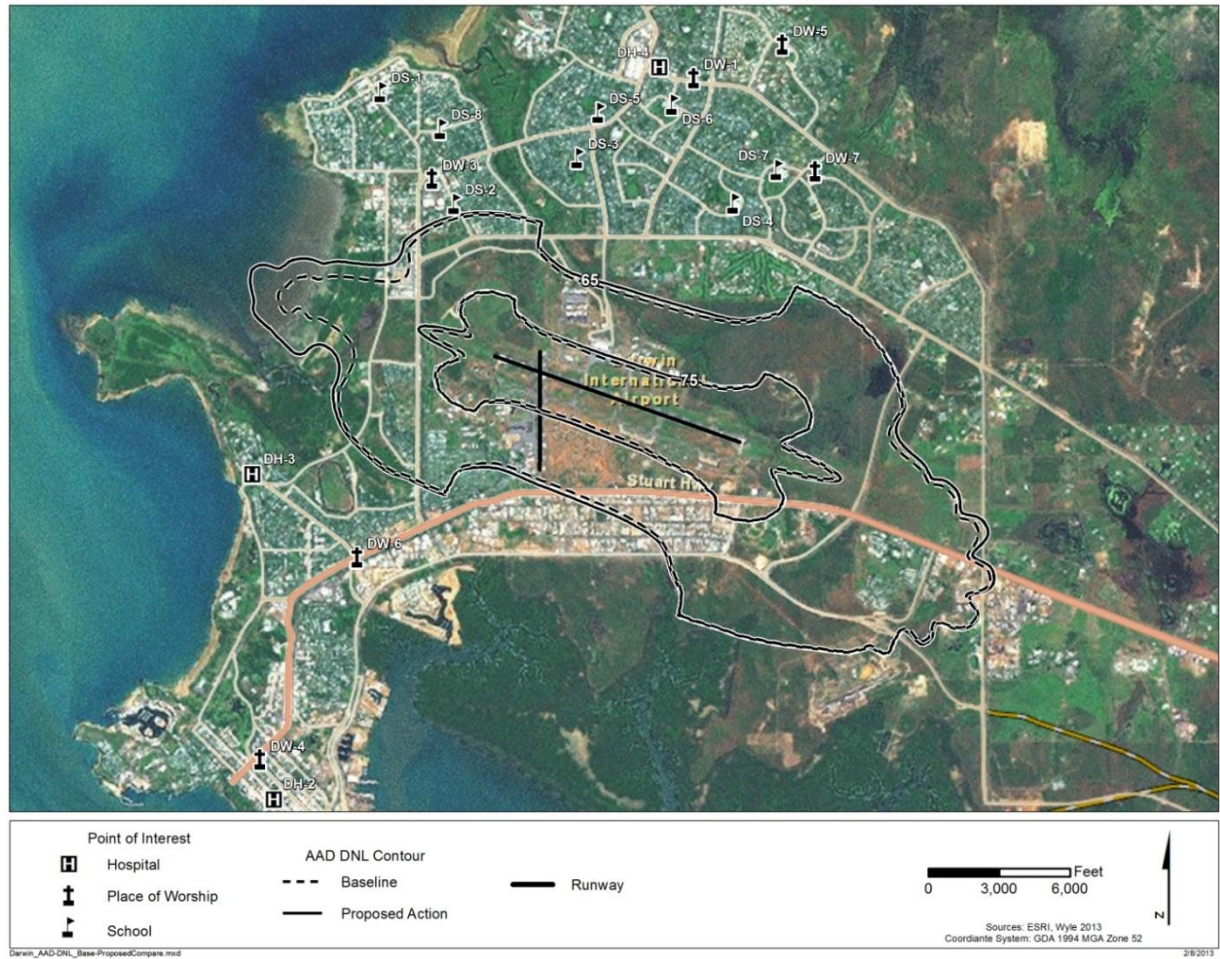 DW-5
DH-4
DW-1
DS-1
DS-5
DS-6
DS-8
DS-3
DS-7
DW-7
DW-3
DS-2
DS-4
65
75
International
Airport
DH-3
Stuart
DW-6
DW-4
DH-2
Point of Interest
Hospital
Place of Worship
School
AAD DNL Contour
Baseline
Proposed Action
Runway
Feet
0 3,000 6,000
N
Sources: ESRI, Wyle 2013
Coordiante System: GDA 1994 MGA Zone 52
Darwin_AAD-DNL_Base-ProposedCompare.mxd
2/8/2013